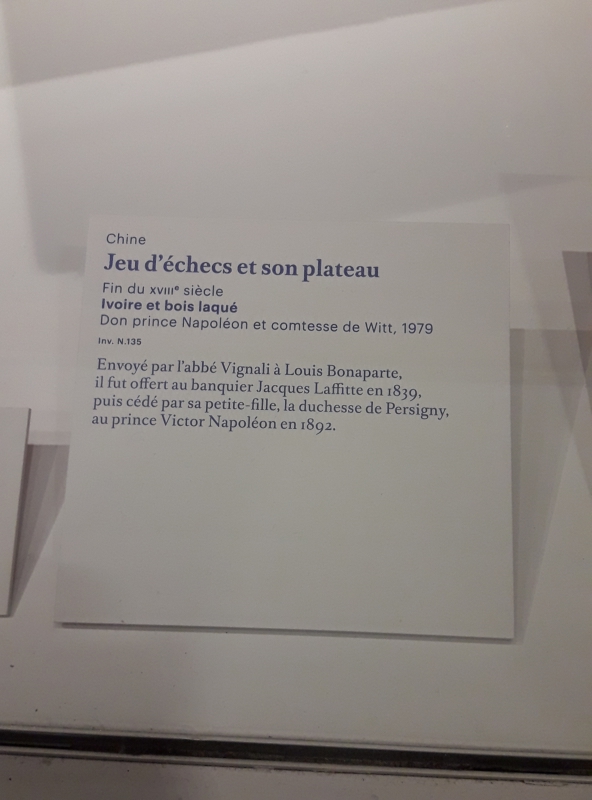 Chine
Jeu d'échecs et son plateau
Fin du XVIIIe siècle
Ivoire et bois laqué
Don prince Napoléon et comtesse de Witt, 1979
Inv. N.135
Envoyé par l'abbé Vignali à Louis Bonaparte,
il fut offert au banquier Jacques Laffitte en 1839,
puis cédé par sa petite-fille, la duchesse de Persigny,
au prince Victor Napoléon en 1892.